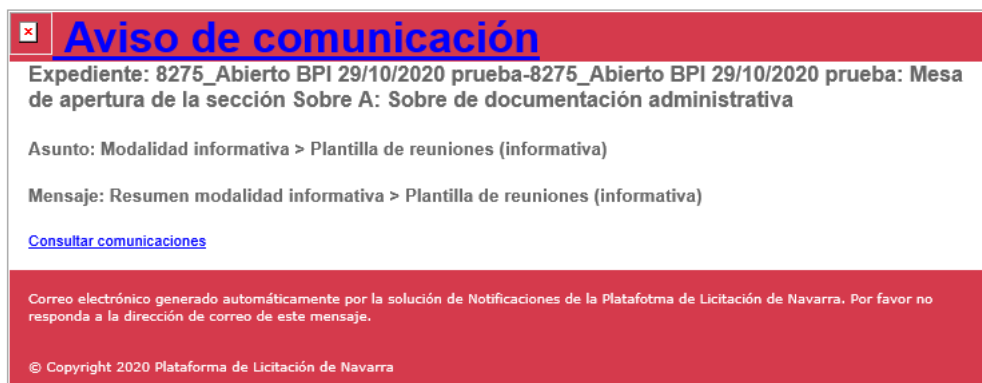 Aviso de comunicación
Expediente: 8275_Abierto BPI 29/10/2020 prueba-8275_Abierto BPI 29/10/2020 prueba: Mesa
de apertura de la sección Sobre A: Sobre de documentación administrativa
Asunto: Modalidad informativa > Plantilla de reuniones (informativa)
Mensaje: Resumen modalidad informativa > Plantilla de reuniones (informativa)
Consultar comunicaciones
Correo electrónico generado automáticamente por la solución de Notificaciones de la Platafotma de Licitación de Navarra. Por favor no
responda a la dirección de correo de este mensaje.
© Copyright 2020 Plataforma de Licitación de Navarra